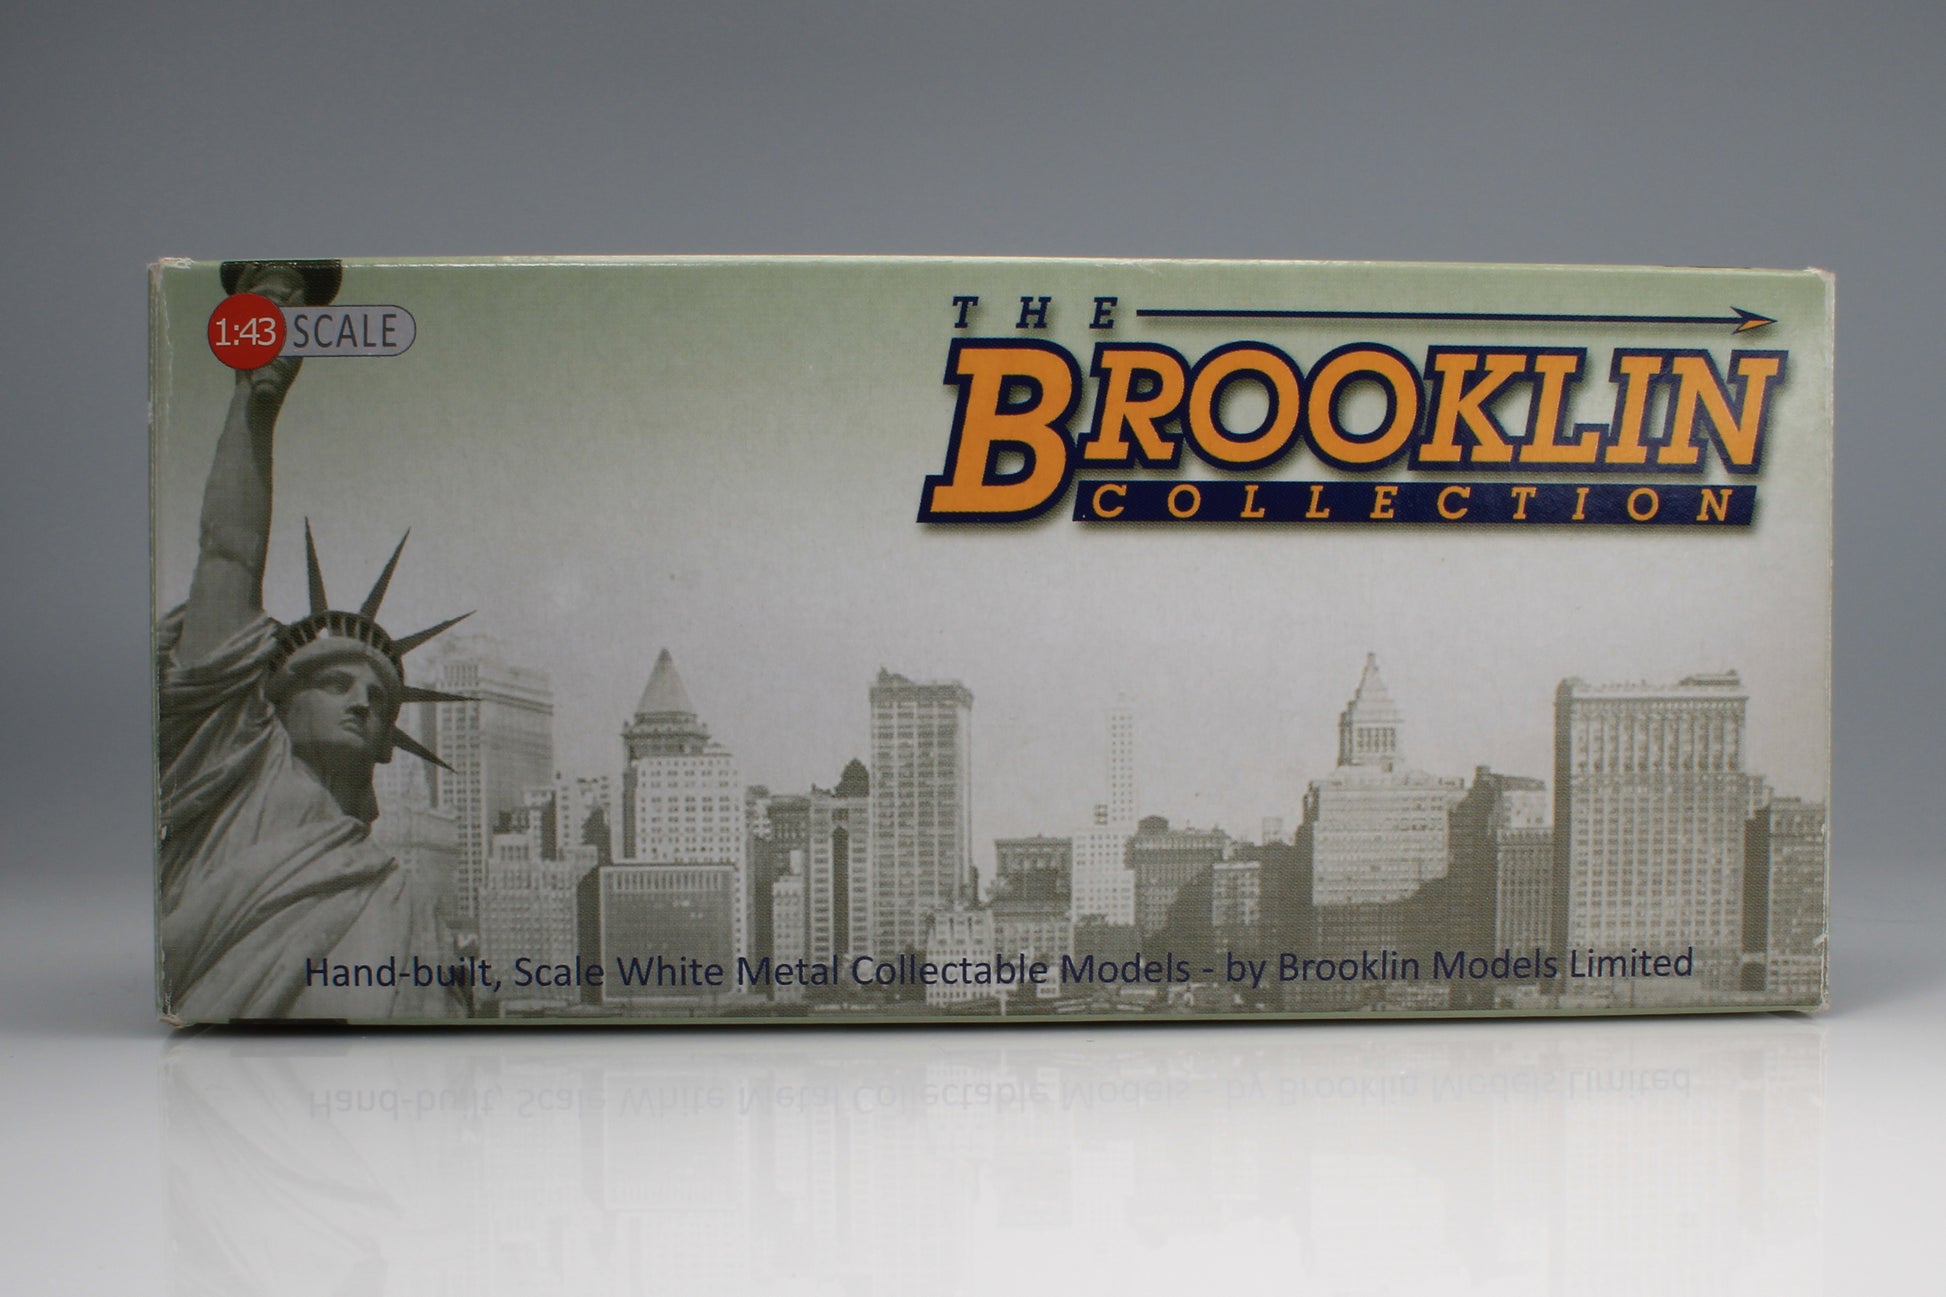 1:43 SCALE
THE
BROOKLIN
COLLECTION
Hand-built, Scale White Metal Collectable Models - by Brooklin Models Limited